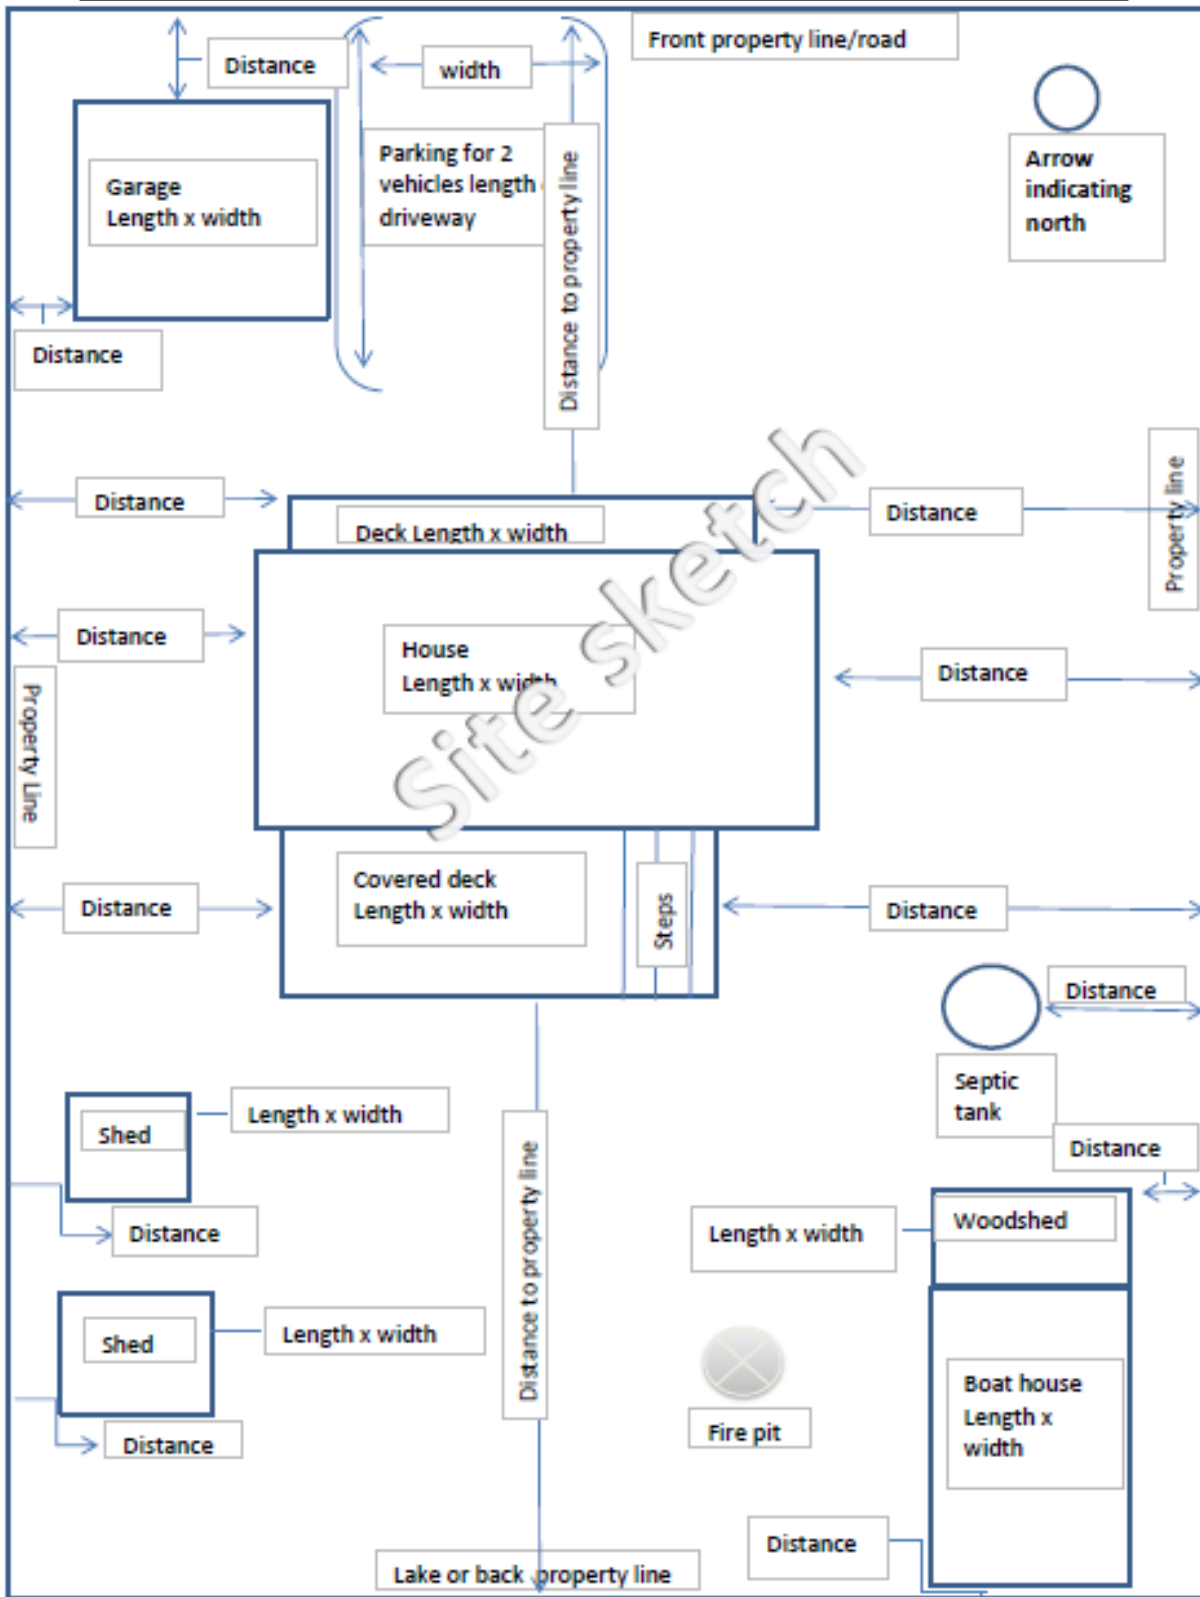 Front property line/road
Distance
width
Garage
Length x width
Parking for 2
vehicles length
driveway
Distance to property line
Arrow
indicating
north
Distance
Distance
Deck Length x width
Distance
Property line
Distance
House
Length x width
Distance
Site sketch
Property Line
Distance
Covered deck
Length x width
Steps
Distance
Distance
Septic
tank
Shed
Length x width
Distance
Distance
Distance to property line
Length x width
Woodshed
Shed
Length x width
Distance
Fire pit
Boat house
Length x
width
Distance
Lake or back property line